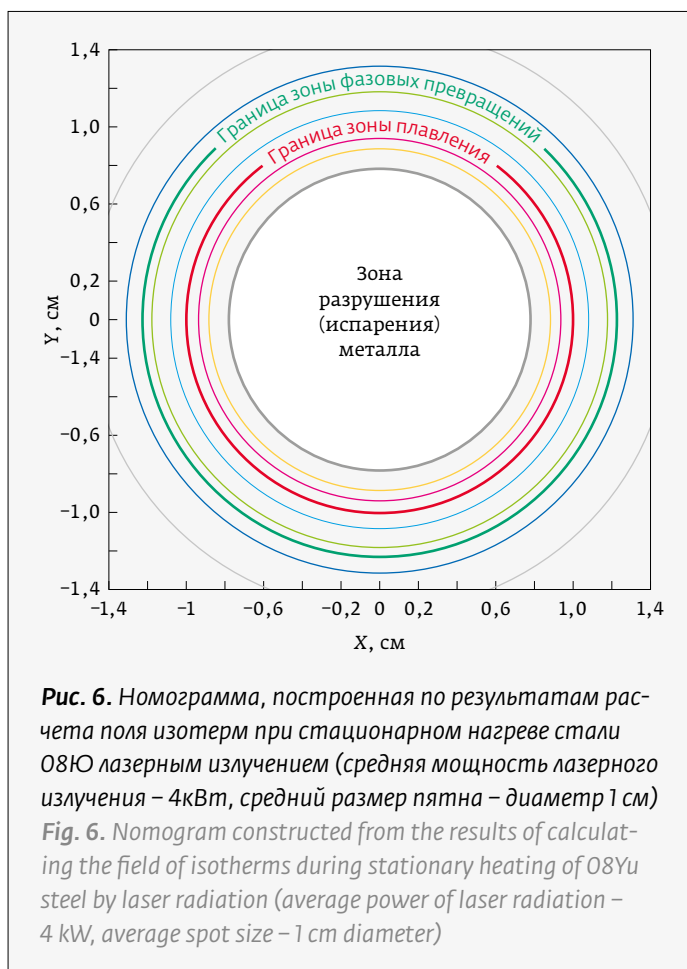 1,4
Граница зоны фазовых превращений
1,0
Граница зоны плавления
0,6
Зона
разрушения
(испарения)
металла
0,2
0
Y, см
−1,4
−0,6
−1,0
−1,4
−1,4 −1 −0,6 −0,2 0 0,2 0,6 1,0 1,4
X, см
Рис. 6. Номограмма, построенная по результатам рас-
чета поля изотерм при стационарном нагреве стали
08Ю лазерным излучением (средняя мощность лазерного
излучения – 4кВт, средний размер пятна – диаметр 1 см)
Fig. 6. Nomogram constructed from the results of calculat-
ing the field of isotherms during stationary heating of 08Yu
steel by laser radiation (average power of laser radiation –
4 kW, average spot size – 1 cm diameter)